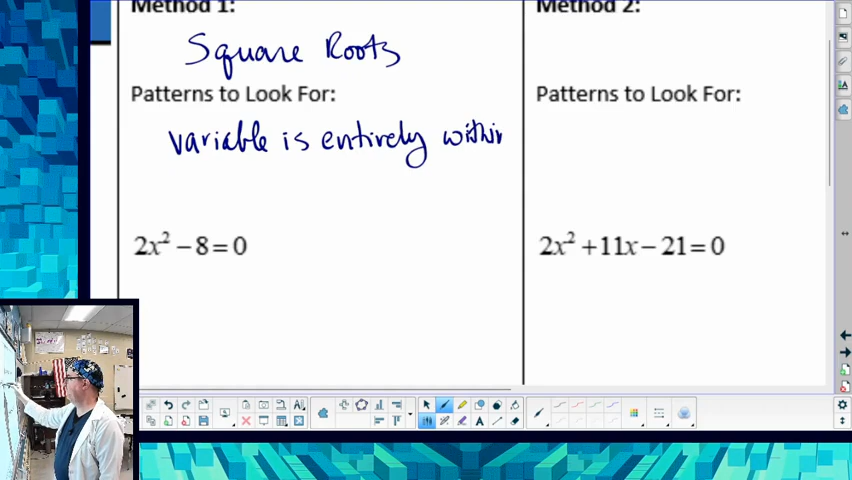 Method 1:
Square Roots
Patterns to Look For:
variable is entirely within
2x² − 8 = 0
Method 2:
Patterns to Look For:
2x² + 11x − 21 = 0